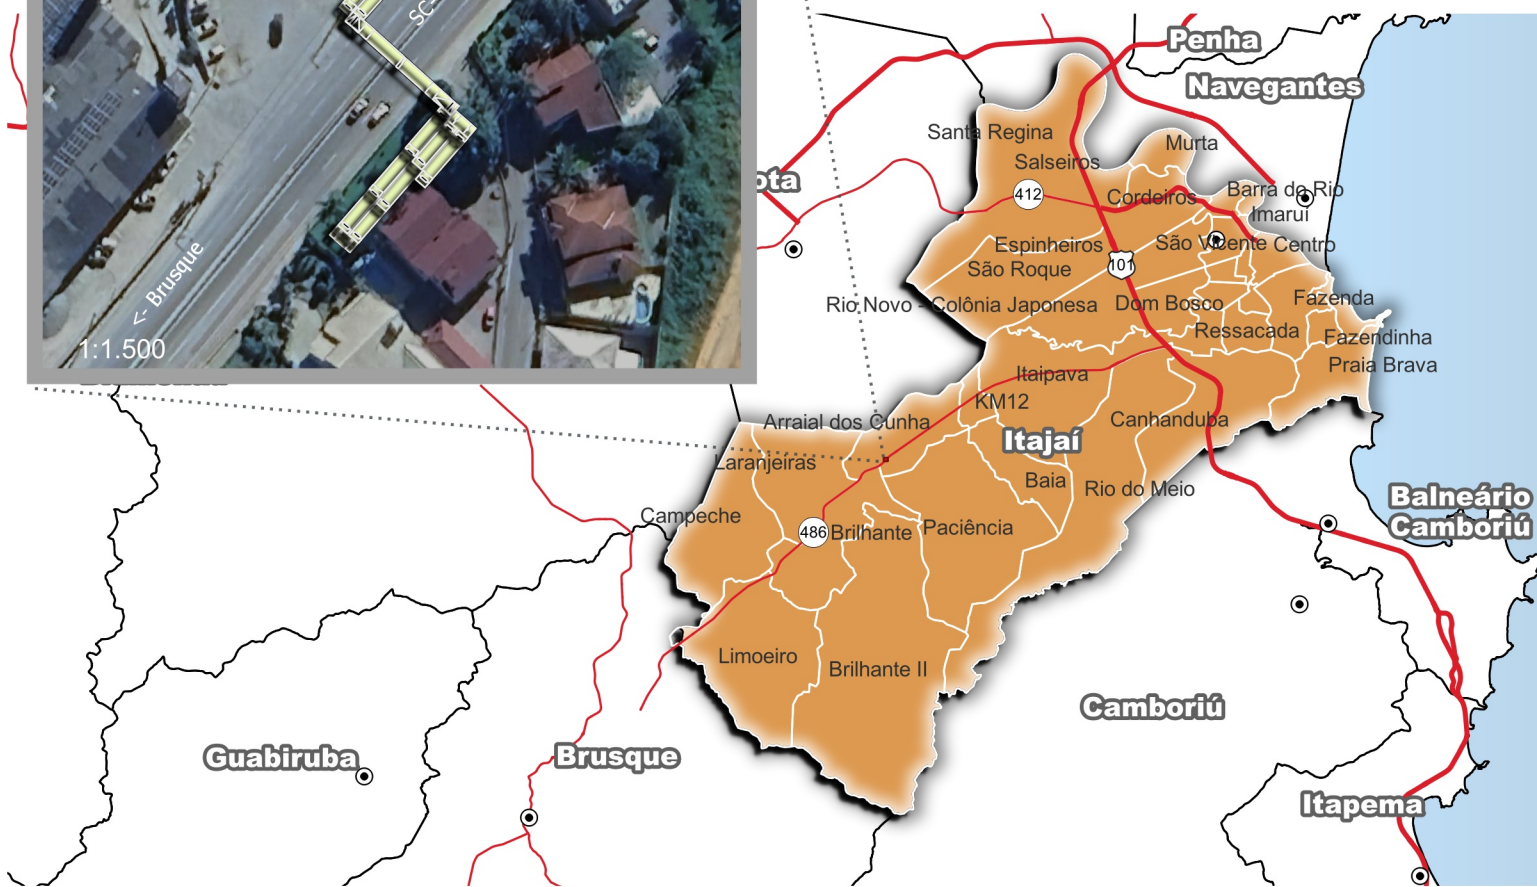 SC-
<- Brusque
1:1.500
Penha
Navegantes
Santa Regina
Murta
Salseiros
412
Cordeiros
Barra do Rio
Imaruí
Espinheiros
São Vicente
Centro
São Roque
101
Rio Novo - Colônia Japonesa
Dom Bosco
Fazenda
Ressacada
Fazendinha
Praia Brava
Itaipava
KM12
Arraial dos Cunha
Canhanduba
Itajaí
Laranjeiras
Baia
Rio do Meio
Balneário
Camboriú
Campeche
486
Brilhante
Paciência
Limoeiro
Brilhante II
Camboriú
Guabiruba
Brusque
Itapema